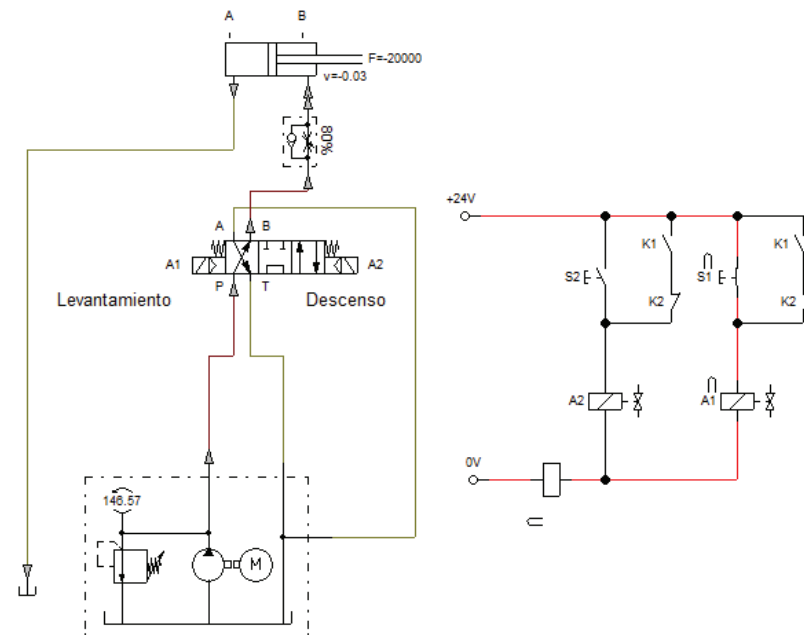 A B
F=-20000
v=-0.03
80%
A B
A1 A2
P T
Levantamiento Descenso
146.57
M
+24V
K1 K1
S2 S1
K2 K2
A2 A1
0V